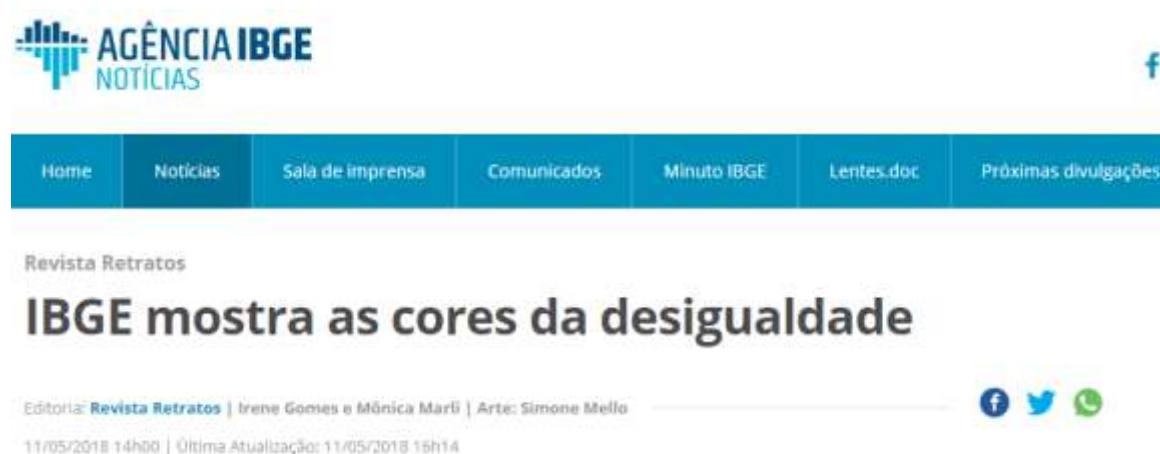 AGÊNCIA IBGE
NOTÍCIAS
Home Notícias Sala de imprensa Comunicados Minuto IBGE Lentes.doc Próximas divulgações
Revista Retratos
IBGE mostra as cores da desigualdade
Editoria: Revista Retratos | Irene Gomes e Mônica Marli | Arte: Simone Mello
11/05/2018 14h00 | Última Atualização: 11/05/2018 16h14